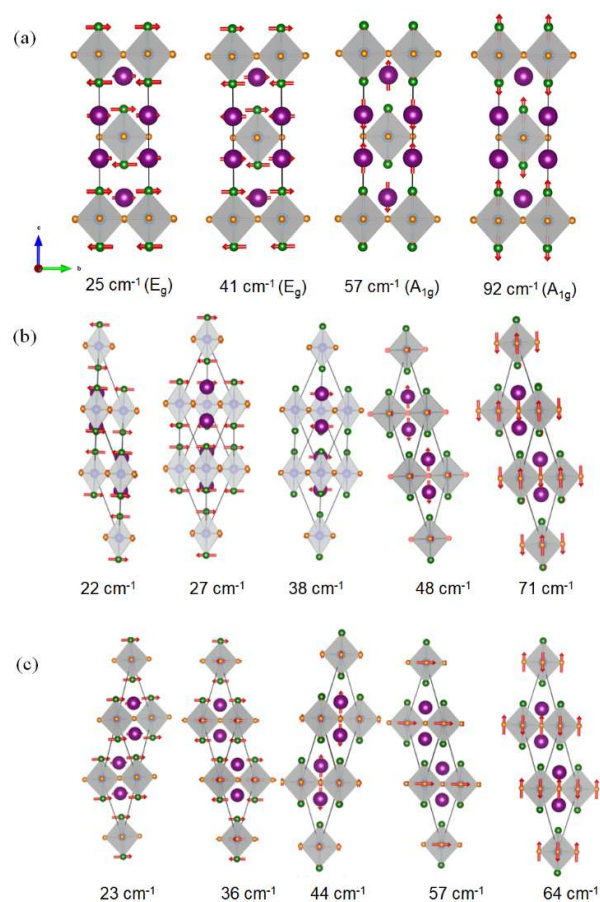 (a)
c
b
25 cm⁻¹ (E_g) 41 cm⁻¹ (E_g) 57 cm⁻¹ (A_1g) 92 cm⁻¹ (A_1g)
(b)
22 cm⁻¹ 27 cm⁻¹ 38 cm⁻¹ 48 cm⁻¹ 71 cm⁻¹
(c)
23 cm⁻¹ 36 cm⁻¹ 44 cm⁻¹ 57 cm⁻¹ 64 cm⁻¹